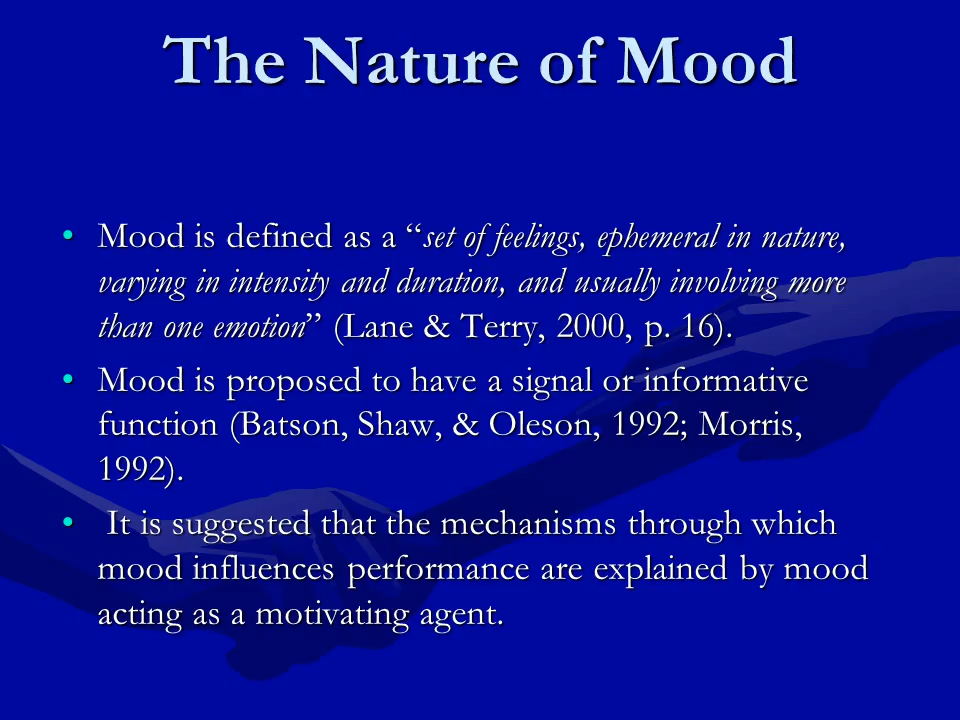 The Nature of Mood
• Mood is defined as a “set of feelings, ephemeral in nature,
varying in intensity and duration, and usually involving more
than one emotion” (Lane & Terry, 2000, p. 16).
• Mood is proposed to have a signal or informative
function (Batson, Shaw, & Oleson, 1992; Morris,
1992).
• It is suggested that the mechanisms through which
mood influences performance are explained by mood
acting as a motivating agent.